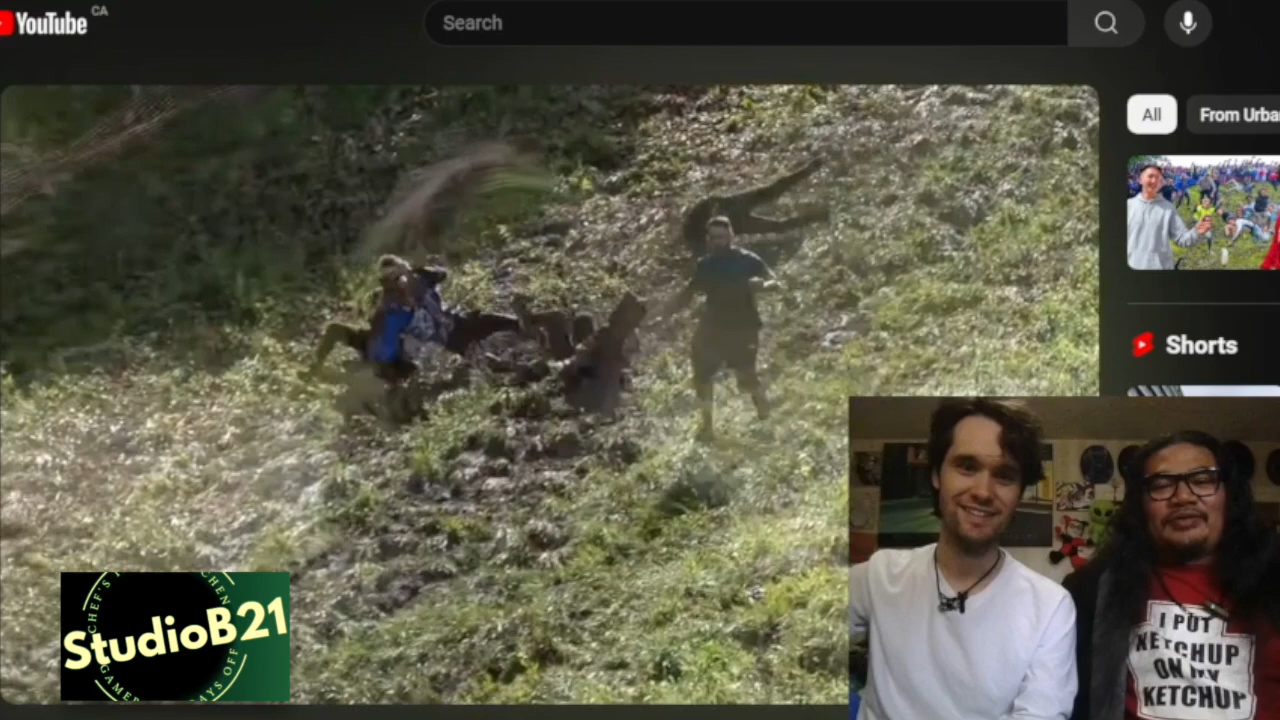 YouTube CA
Search
All
From Urba
Shorts
StudioB21
I PUT
KETCHUP
ON MY
KETCHUP